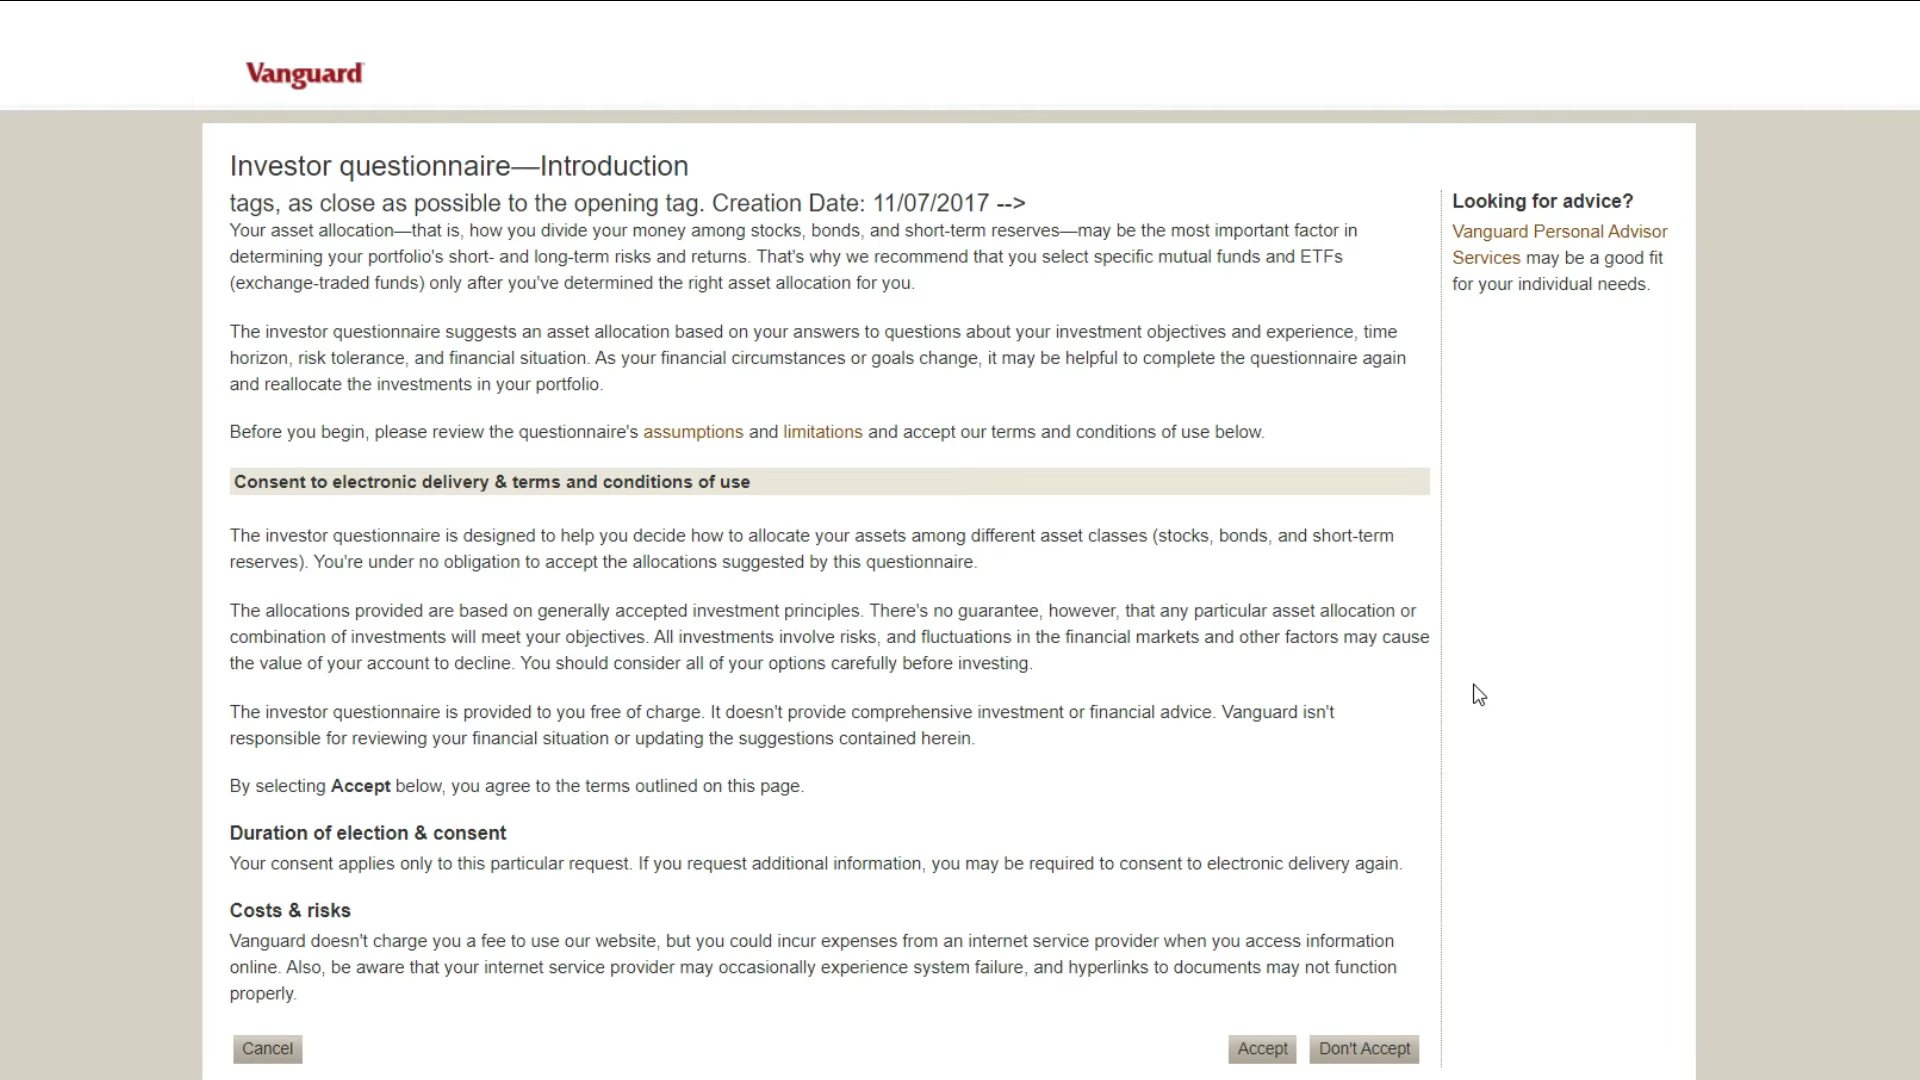 Vanguard
Investor questionnaire—Introduction
tags, as close as possible to the opening tag. Creation Date: 11/07/2017 -->
Your asset allocation—that is, how you divide your money among stocks, bonds, and short-term reserves—may be the most important factor in
determining your portfolio's short- and long-term risks and returns. That's why we recommend that you select specific mutual funds and ETFs
(exchange-traded funds) only after you've determined the right asset allocation for you.
The investor questionnaire suggests an asset allocation based on your answers to questions about your investment objectives and experience, time
horizon, risk tolerance, and financial situation. As your financial circumstances or goals change, it may be helpful to complete the questionnaire again
and reallocate the investments in your portfolio.
Before you begin, please review the questionnaire's assumptions and limitations and accept our terms and conditions of use below.
Consent to electronic delivery & terms and conditions of use
The investor questionnaire is designed to help you decide how to allocate your assets among different asset classes (stocks, bonds, and short-term
reserves). You're under no obligation to accept the allocations suggested by this questionnaire.
The allocations provided are based on generally accepted investment principles. There's no guarantee, however, that any particular asset allocation or
combination of investments will meet your objectives. All investments involve risks, and fluctuations in the financial markets and other factors may cause
the value of your account to decline. You should consider all of your options carefully before investing.
The investor questionnaire is provided to you free of charge. It doesn't provide comprehensive investment or financial advice. Vanguard isn't
responsible for reviewing your financial situation or updating the suggestions contained herein.
By selecting Accept below, you agree to the terms outlined on this page.
Duration of election & consent
Your consent applies only to this particular request. If you request additional information, you may be required to consent to electronic delivery again.
Costs & risks
Vanguard doesn't charge you a fee to use our website, but you could incur expenses from an internet service provider when you access information
online. Also, be aware that your internet service provider may occasionally experience system failure, and hyperlinks to documents may not function
properly.
Cancel
Accept
Don't Accept
Looking for advice?
Vanguard Personal Advisor
Services may be a good fit
for your individual needs.